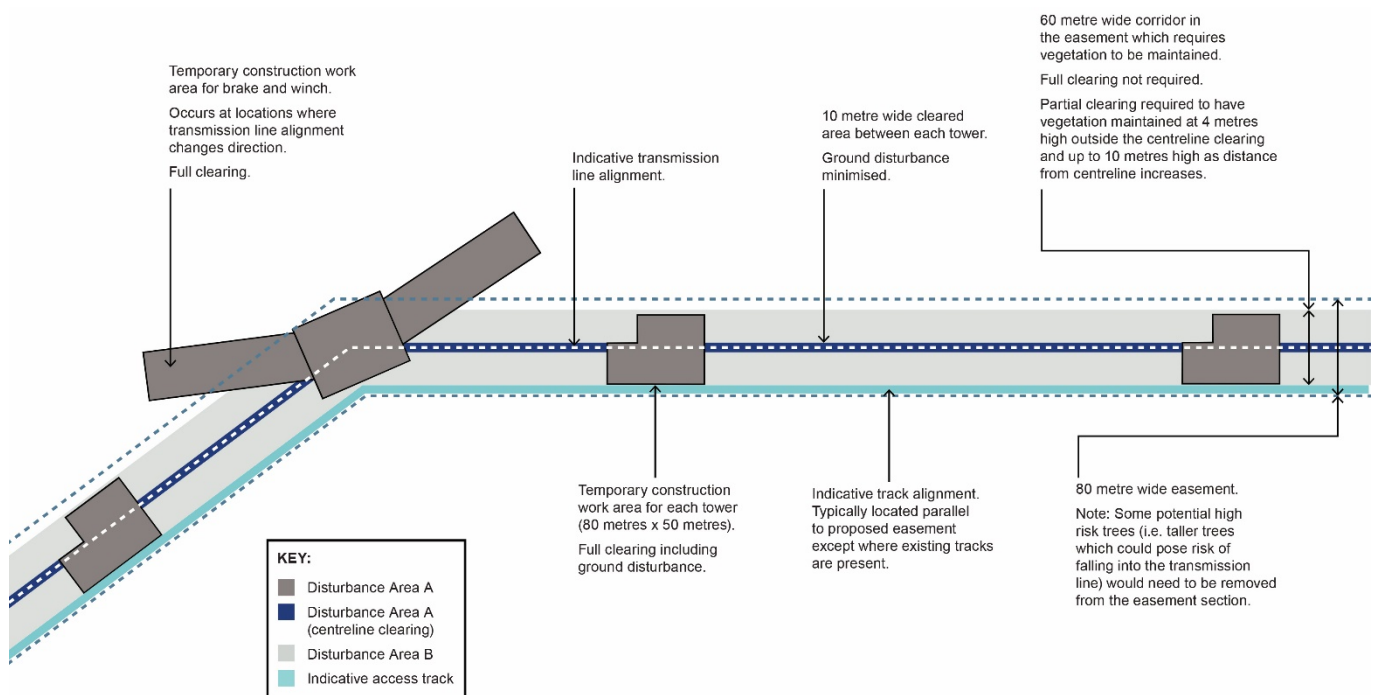 60 metre wide corridor in
the easement which requires
vegetation to be maintained.
Full clearing not required.
Partial clearing required to have
vegetation maintained at 4 metres
high outside the centreline clearing
and up to 10 metres high as distance
from centreline increases.
Temporary construction work
area for brake and winch.
Occurs at locations where
transmission line alignment
changes direction.
Full clearing.
Indicative transmission
line alignment.
10 metre wide cleared
area between each tower.
Ground disturbance
minimised.
Temporary construction
work area for each tower
(80 metres x 50 metres).
Full clearing including
ground disturbance.
Indicative track alignment.
Typically located parallel
to proposed easement
except where existing tracks
are present.
80 metre wide easement.
Note: Some potential high
risk trees (i.e. taller trees
which could pose risk of
falling into the transmission
line) would need to be removed
from the easement section.
KEY:
Disturbance Area A
Disturbance Area A
(centreline clearing)
Disturbance Area B
Indicative access track